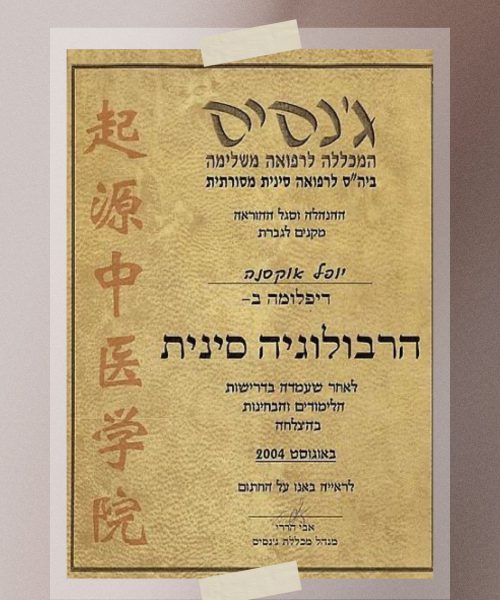 起源中医学院
ג'נסיס
המכללה לרפואה משלימה
ביה"ס לרפואה סינית מסורתית
ההנהלה וסגל ההוראה
מקנים לגברת
יופל אוקסנה
דיפלומה ב-
הרבולוגיה סינית
לאחר שעמדה בדרישות
הלימודים והבחינות
בהצלחה
באוגוסט 2004
לראייה באנו על החתום
אבי הררי
מנהל מכללת ג'נסיס